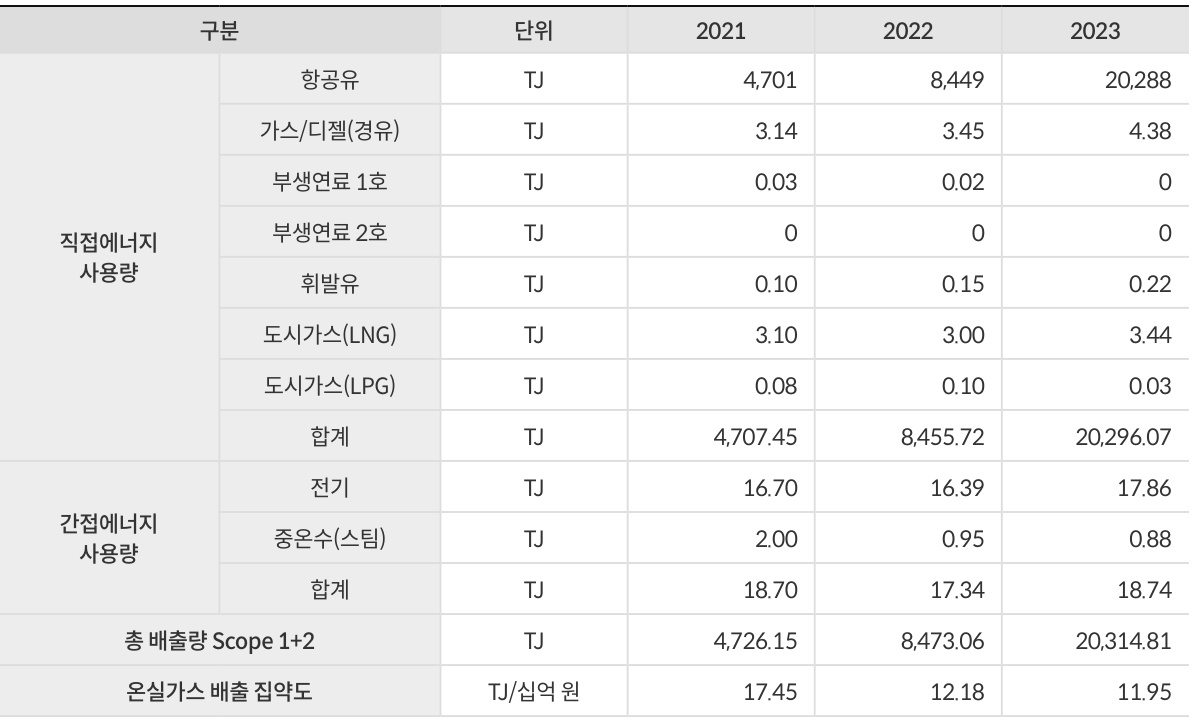 구분 단위 2021 2022 2023
직접에너지
사용량
항공유 TJ 4,701 8,449 20,288
가스/디젤(경유) TJ 3.14 3.45 4.38
부생연료 1호 TJ 0.03 0.02 0
부생연료 2호 TJ 0 0 0
휘발유 TJ 0.10 0.15 0.22
도시가스(LNG) TJ 3.10 3.00 3.44
도시가스(LPG) TJ 0.08 0.10 0.03
합계 TJ 4,707.45 8,455.72 20,296.07
간접에너지
사용량
전기 TJ 16.70 16.39 17.86
중온수(스팀) TJ 2.00 0.95 0.88
합계 TJ 18.70 17.34 18.74
총 배출량 Scope 1+2 TJ 4,726.15 8,473.06 20,314.81
온실가스 배출 집약도 TJ/십억 원 17.45 12.18 11.95